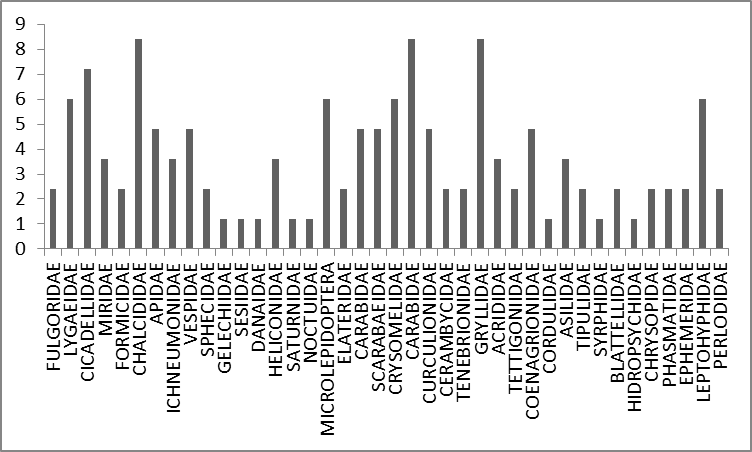 9
8
7
6
5
4
3
2
1
0
FULGORIDAE
LYGAEIDAE
CICADELLIDAE
MIRIDAE
FORMICIDAE
CHALCIDIDAE
APIDAE
ICHNEUMONIDAE
VESPIDAE
SPHECIDAE
GELECHIIDAE
SESIIDAE
DANAIDAE
HELICONIDAE
SATURNIDAE
NOCTUIDAE
MICROLEPIDOPTERA
ELATERIDAE
CARABIDAE
SCARABAEIDAE
CRYSOMELIDAE
CARABIDAE
CURCULIONIDAE
CERAMBYCIDAE
TENEBRIONIDAE
GRYLLIDAE
ACRIDIDAE
TETTIGONIIDAE
COENAGRIONIDAE
CORDULIDAE
ASILIDAE
TIPULIDAE
SYRPHIDAE
BLATTELLIDAE
HIDROPSYCHIDAE
CHRYSOPIDAE
PHASMATIDAE
EPHEMERIDAE
LEPTOHYPHIDAE
PERLODIDAE